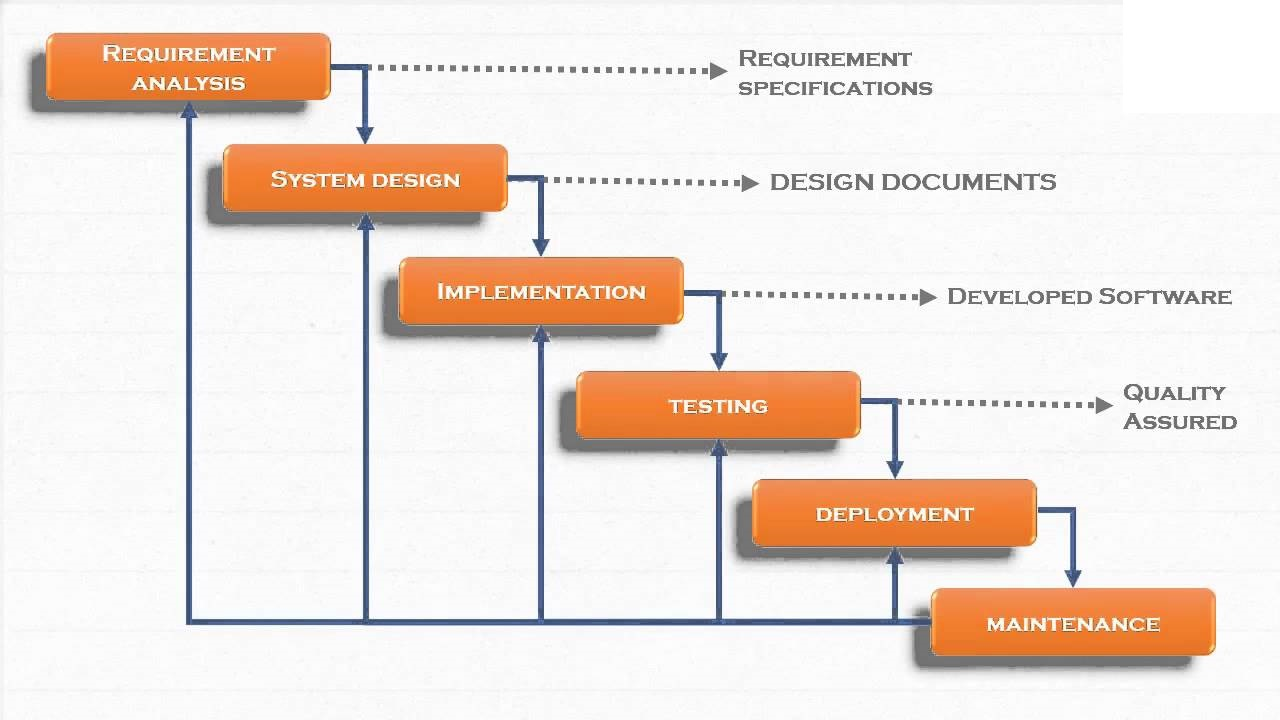 Requirement
analysis
Requirement
specifications
System design
DESIGN DOCUMENTS
Implementation
Developed Software
testing
Quality
Assured
deployment
maintenance